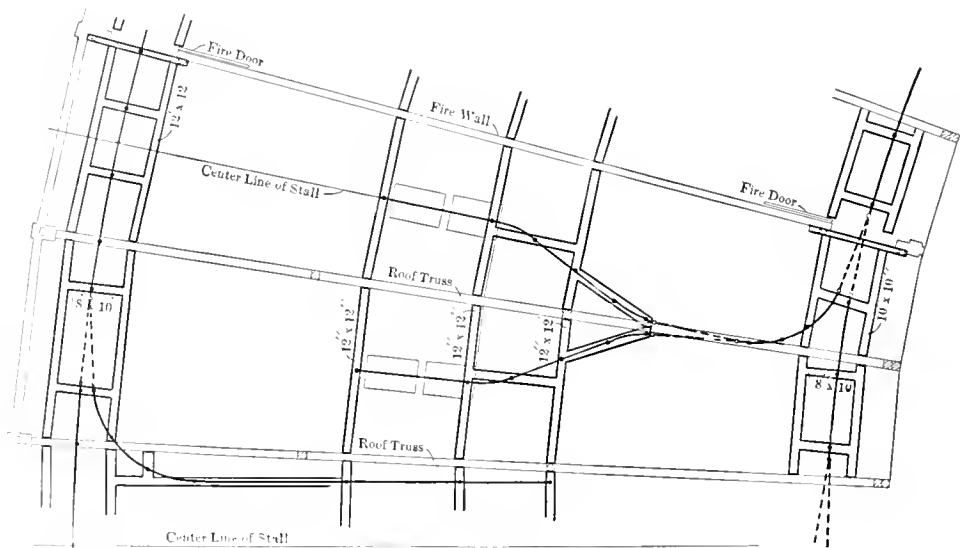 Fire Door
12" x 12"
Fire Wall
Center Line of Stall
Fire Door
Roof Truss
10" x 10"
8" x 10"
12" x 12"
12" x 12"
12" x 12"
8" x 10"
Roof Truss
Center Line of Stall